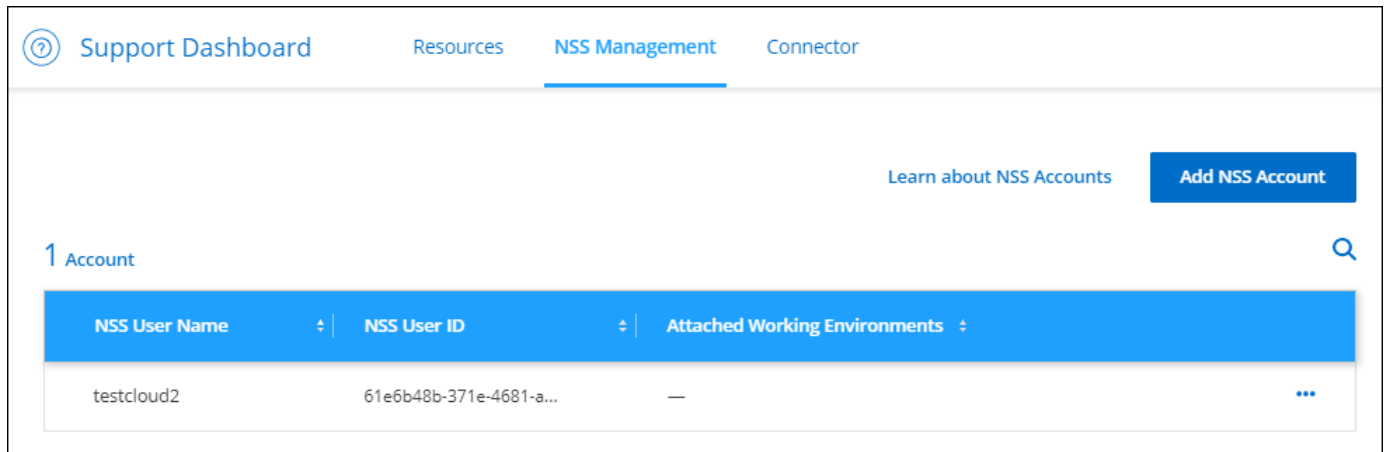 Support Dashboard Resources NSS Management Connector
Learn about NSS Accounts Add NSS Account
1 Account
NSS User Name NSS User ID Attached Working Environments
testcloud2 61e6b48b-371e-4681-a... —